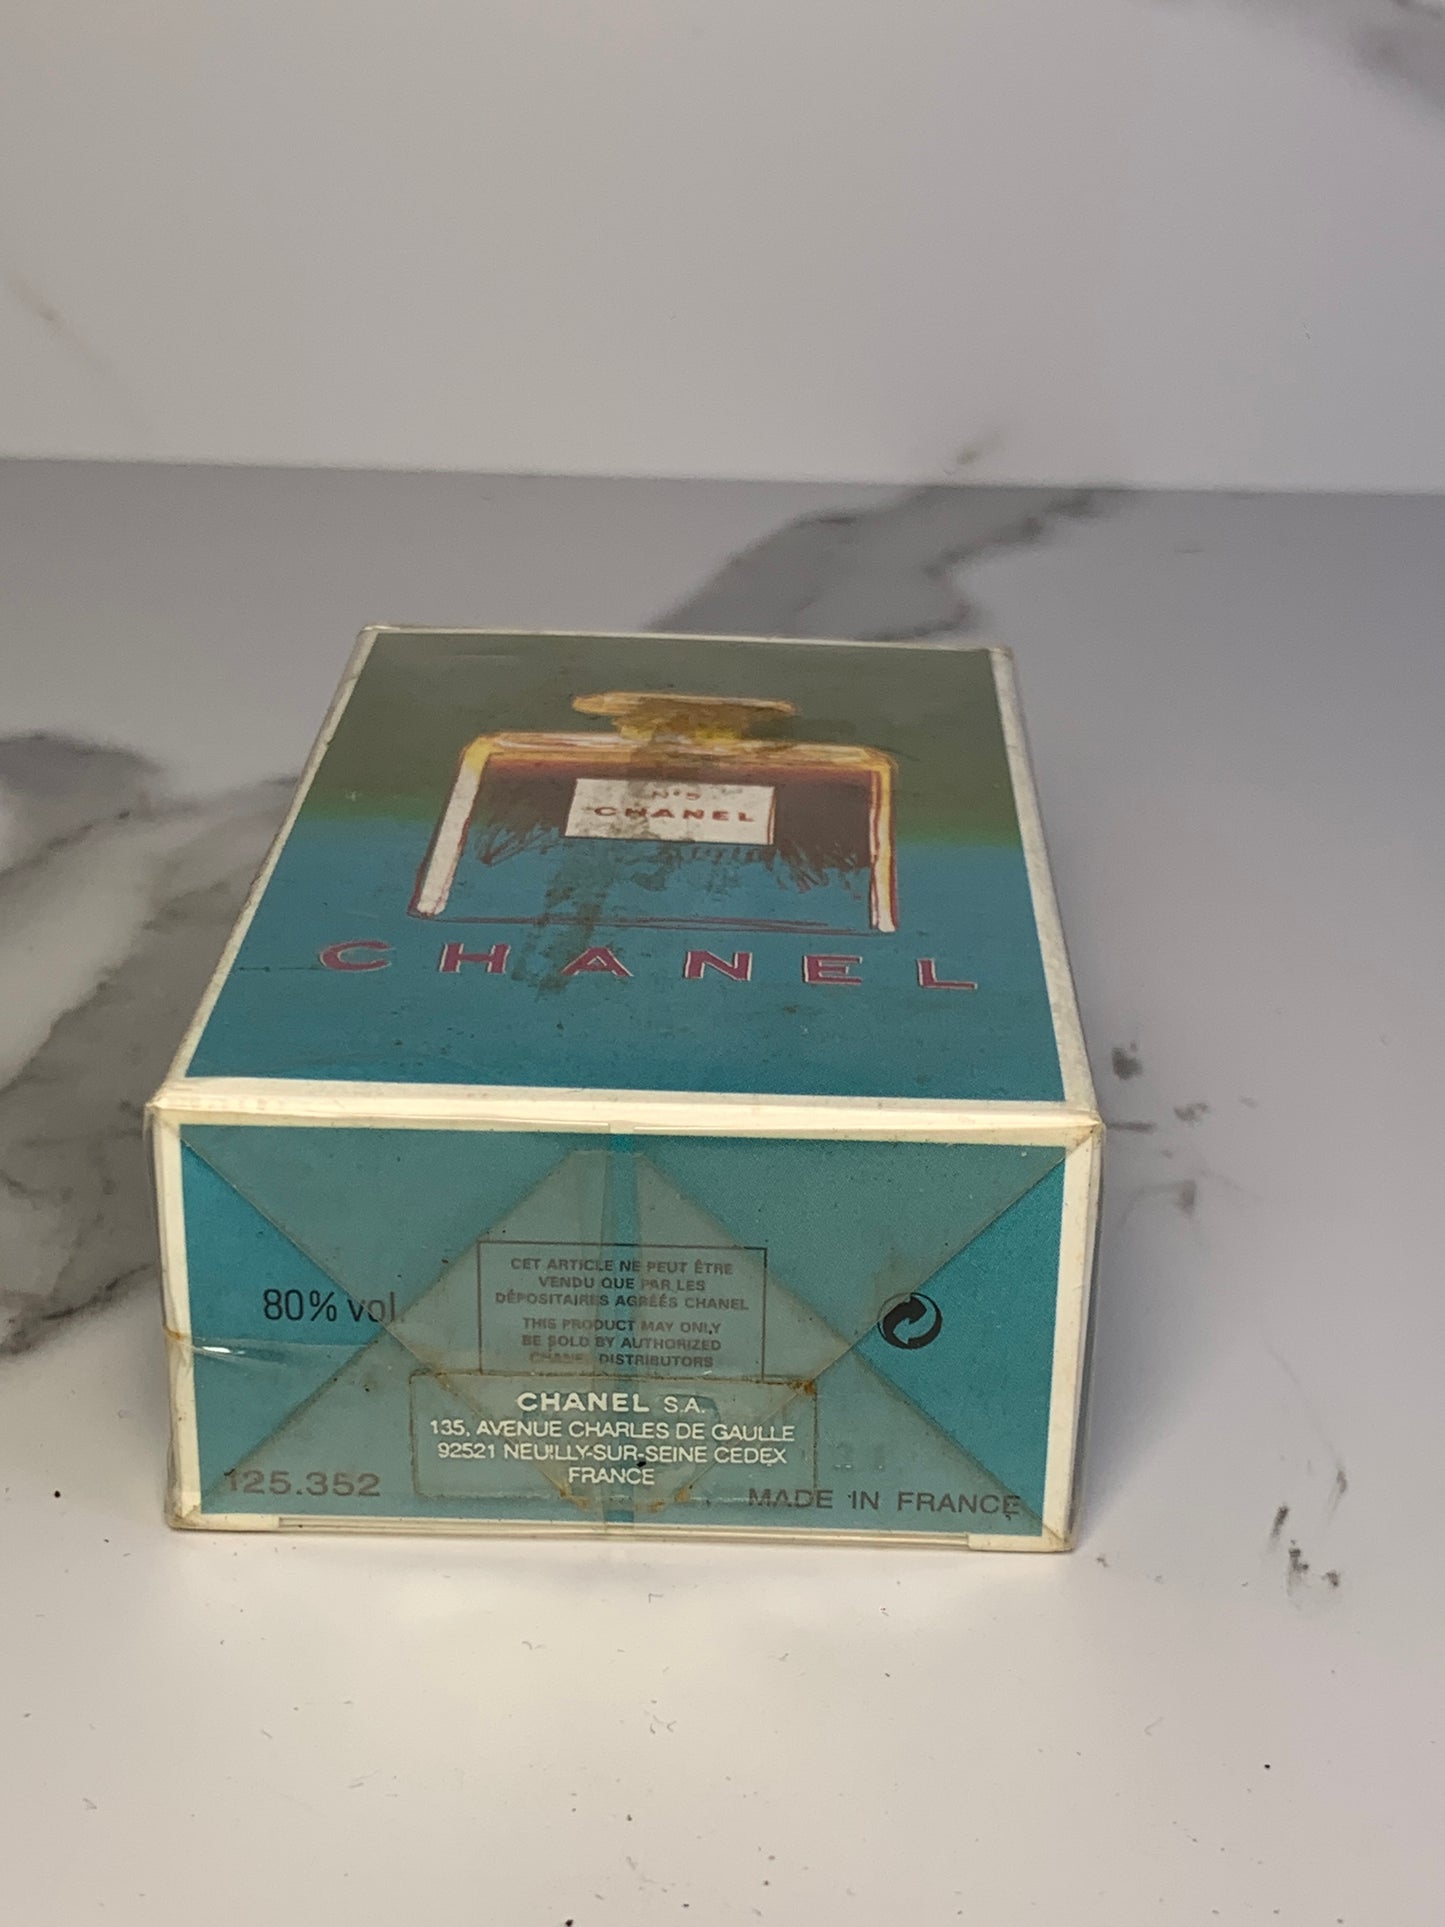 N°5
CHANEL
CHANEL
CET ARTICLE NE PEUT ÊTRE
VENDU QUE PAR LES
DÉPOSITAIRES AGRÉÉS CHANEL
THIS PRODUCT MAY ONLY
BE SOLD BY AUTHORIZED
CHANEL DISTRIBUTORS
80% vol.
CHANEL S.A.
135, AVENUE CHARLES DE GAULLE
92521 NEUILLY-SUR-SEINE CEDEX
FRANCE
125.352
MADE IN FRANCE